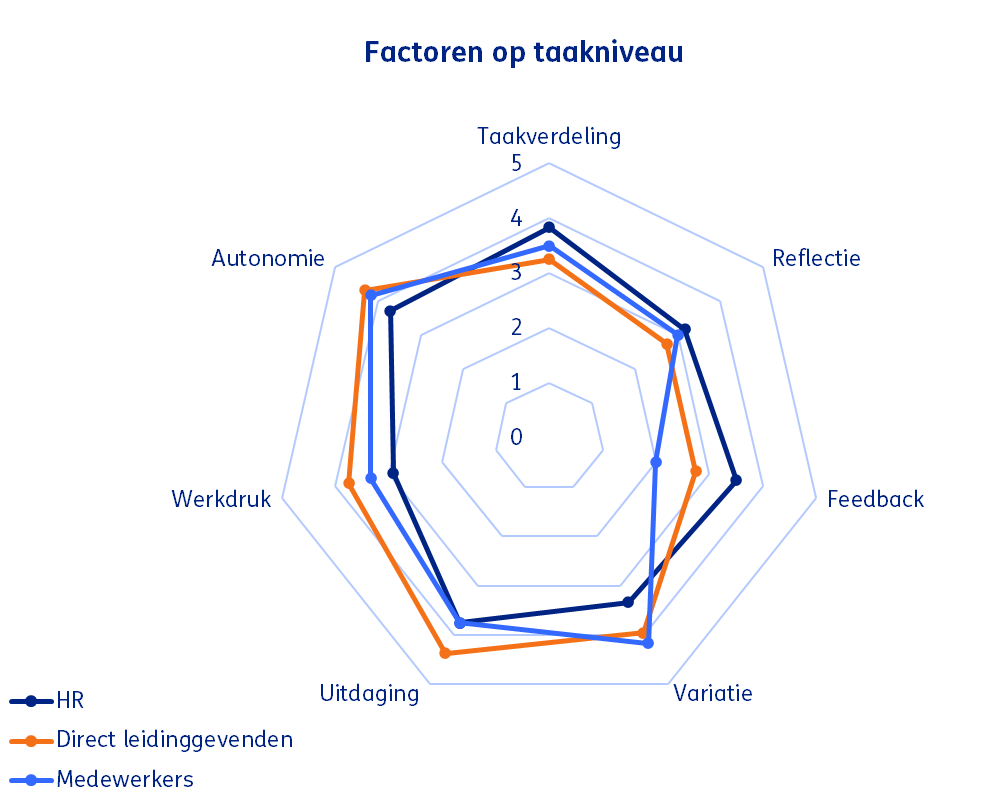 Factoren op taakniveau
Taakverdeling
5
4
3
2
1
0
Autonomie
Reflectie
Werkdruk
Feedback
Uitdaging
Variatie
HR
Direct leidinggevenden
Medewerkers